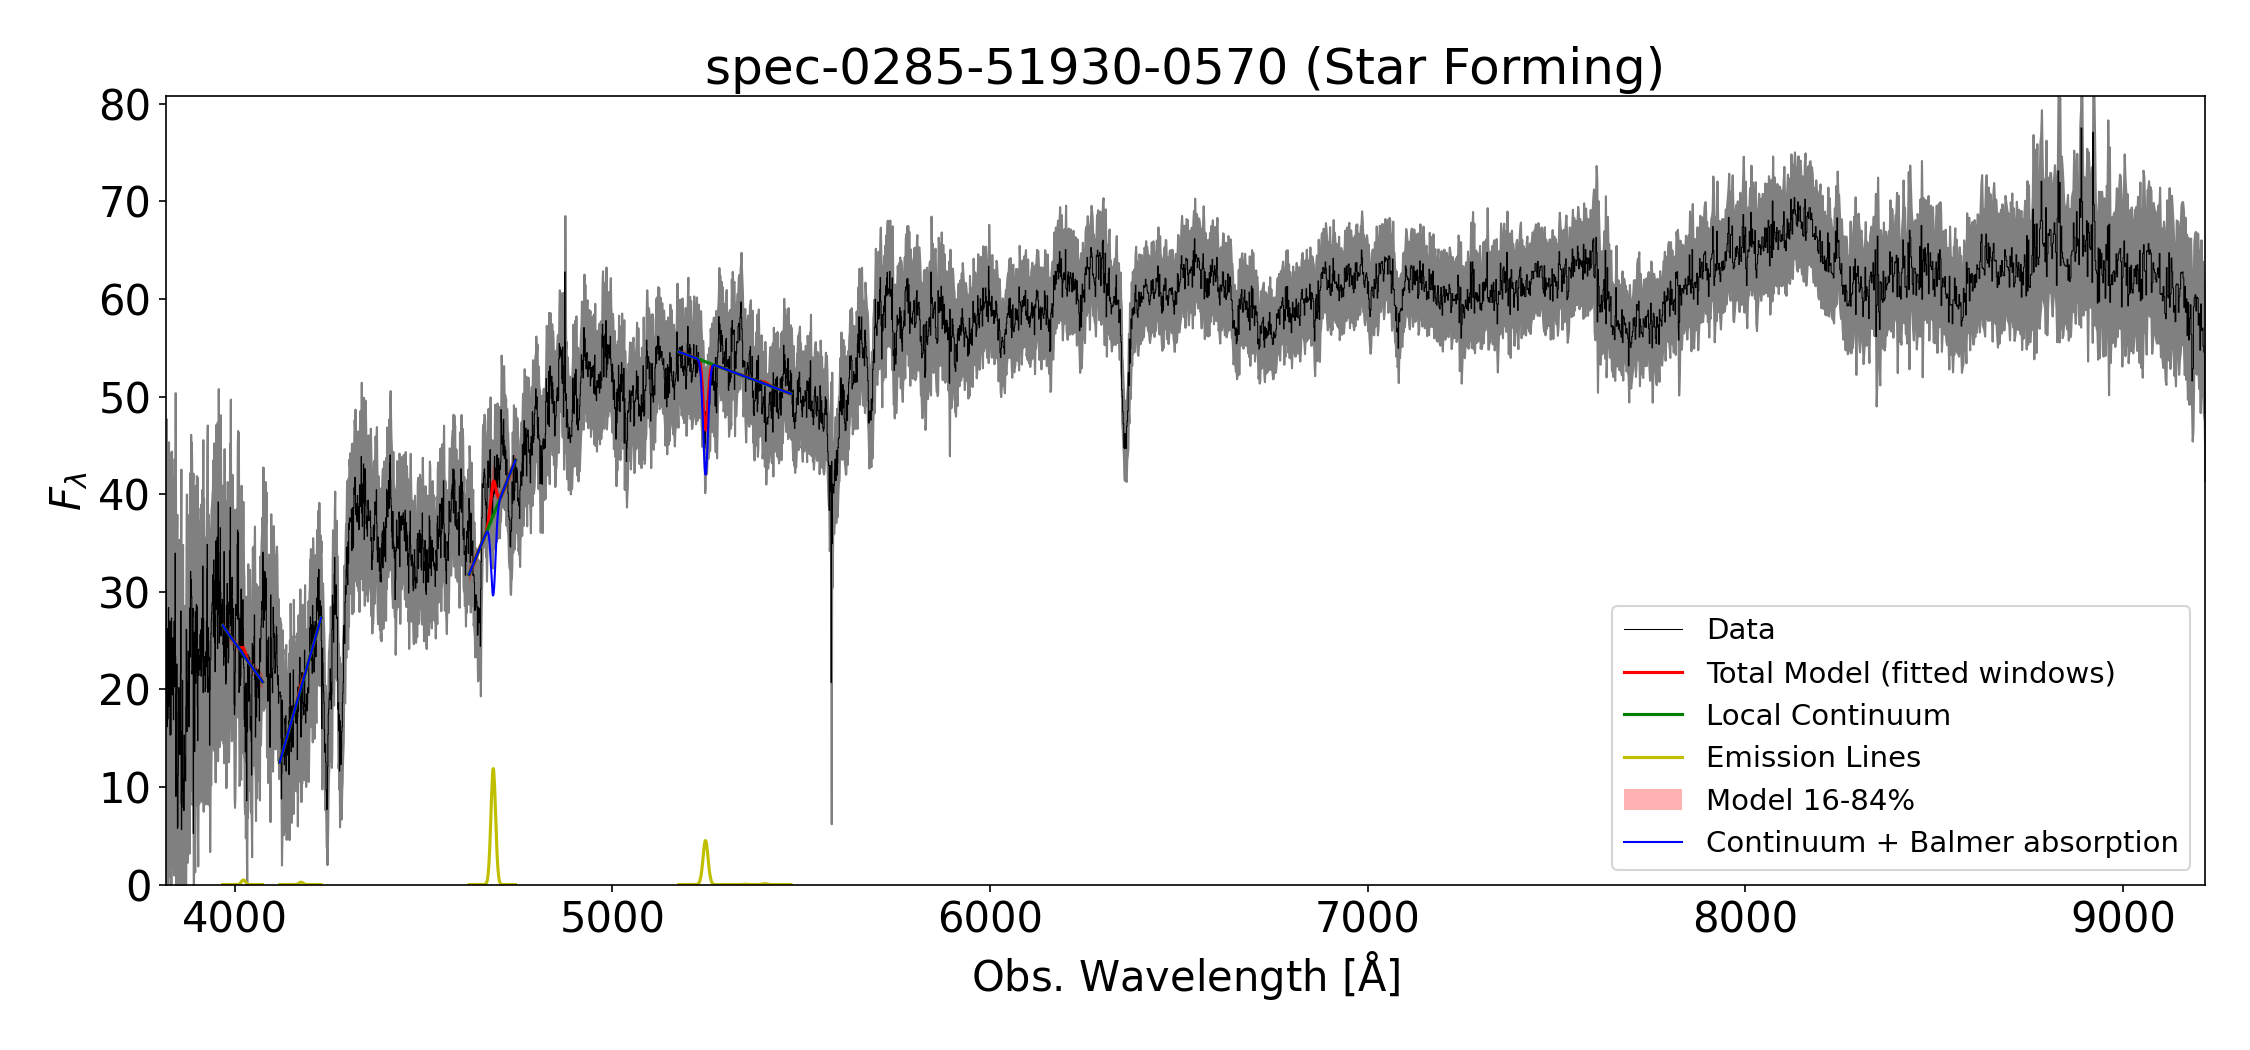 spec-0285-51930-0570 (Star Forming)
80
70
60
50
40
30
20
10
0
F_λ
4000 5000 6000 7000 8000 9000
Obs. Wavelength [Å]
Data
Total Model (fitted windows)
Local Continuum
Emission Lines
Model 16-84%
Continuum + Balmer absorption